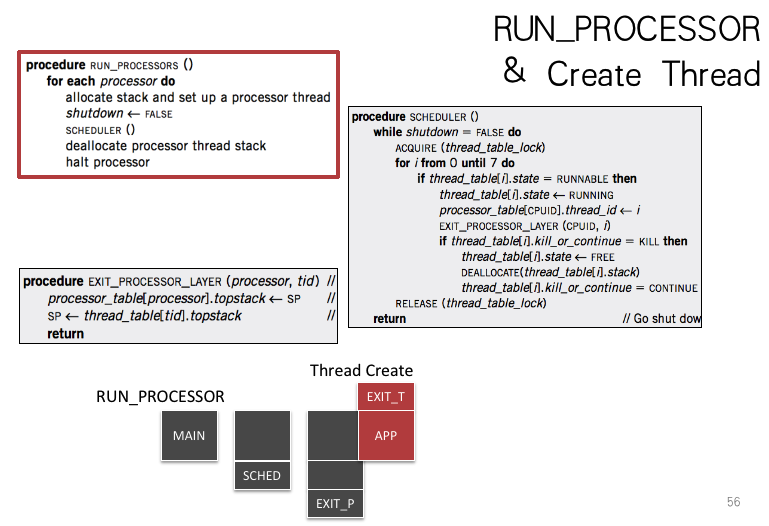 RUN_PROCESSOR
& Create Thread
procedure RUN_PROCESSORS ()
for each processor do
allocate stack and set up a processor thread
shutdown ← FALSE
SCHEDULER ()
deallocate processor thread stack
halt processor
procedure SCHEDULER ()
while shutdown = FALSE do
ACQUIRE (thread_table_lock)
for i from 0 until 7 do
if thread_table[i].state = RUNNABLE then
thread_table[i].state ← RUNNING
processor_table[CPUID].thread_id ← i
EXIT_PROCESSOR_LAYER (CPUID, i)
if thread_table[i].kill_or_continue = KILL then
thread_table[i].state ← FREE
DEALLOCATE(thread_table[i].stack)
thread_table[i].kill_or_continue = CONTINUE
RELEASE (thread_table_lock)
return // Go shut dow
procedure EXIT_PROCESSOR_LAYER (processor, tid) //
processor_table[processor].topstack ← SP //
SP ← thread_table[tid].topstack //
return
Thread Create
RUN_PROCESSOR
EXIT_T
MAIN
APP
SCHED
EXIT_P
56